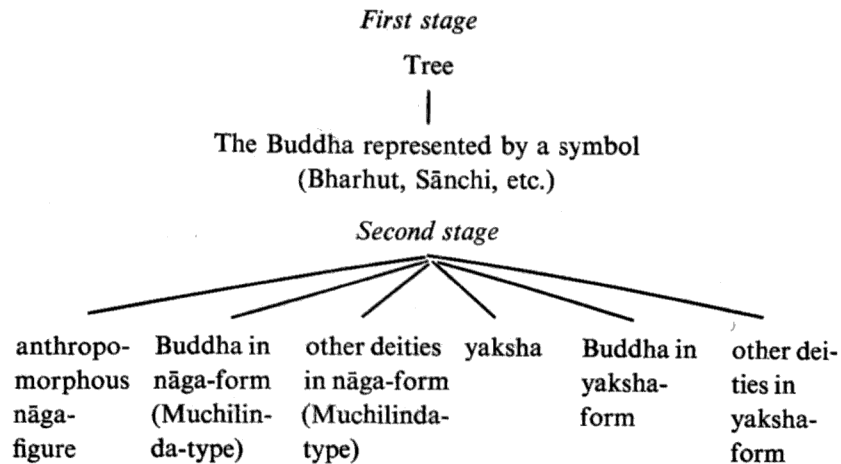 First stage
Tree
The Buddha represented by a symbol
(Bharhut, Sānchi, etc.)
Second stage
anthropo-
morphous
nāga-
figure
Buddha in
nāga-form
(Muchilin-
da-type)
other deities
in nāga-form
(Muchilinda-
type)
yaksha
Buddha in
yaksha-
form
other dei-
ties in
yaksha-
form